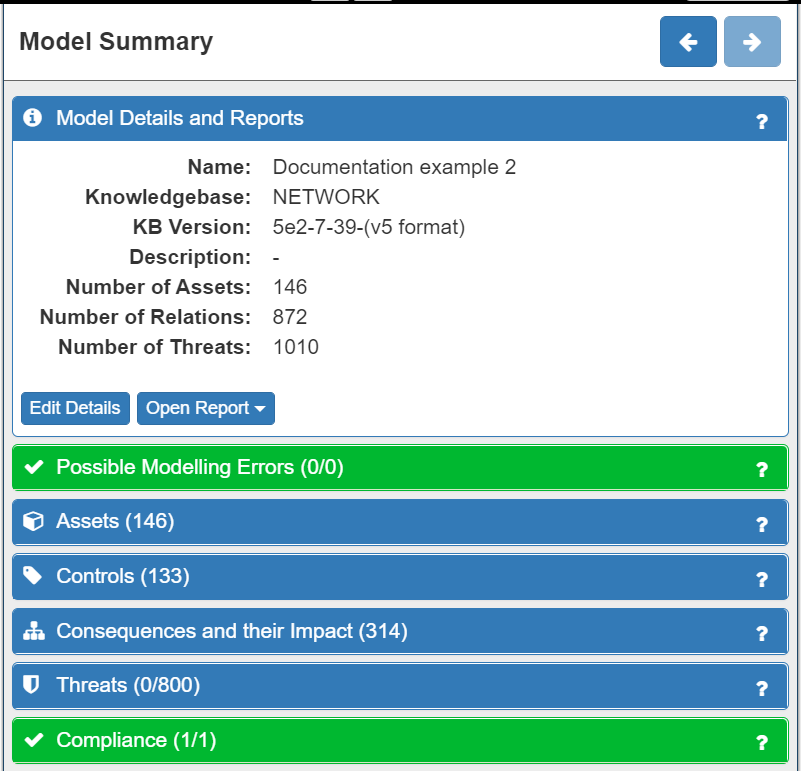 Model Summary
Model Details and Reports ?
Name: Documentation example 2
Knowledgebase: NETWORK
KB Version: 5e2-7-39-(v5 format)
Description: -
Number of Assets: 146
Number of Relations: 872
Number of Threats: 1010
Edit Details Open Report
Possible Modelling Errors (0/0) ?
Assets (146) ?
Controls (133) ?
Consequences and their Impact (314) ?
Threats (0/800) ?
Compliance (1/1) ?